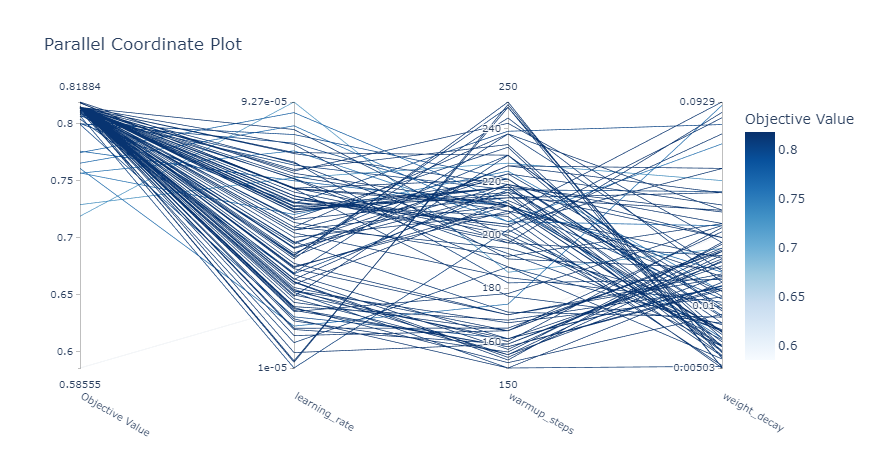 Parallel Coordinate Plot
0.81884
0.8
0.75
0.7
0.65
0.6
0.58555
Objective Value
9.27e-05
1e-05
learning_rate
250
240
220
200
180
160
150
warmup_steps
0.0929
0.01
0.00503
weight_decay
Objective Value
0.8
0.75
0.7
0.65
0.6